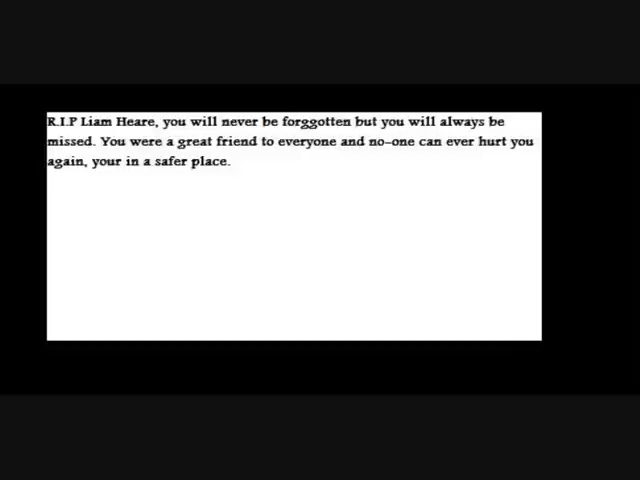 R.I.P Liam Heare, you will never be forggotten but you will always be
missed. You were a great friend to everyone and no-one can ever hurt you
again, your in a safer place.